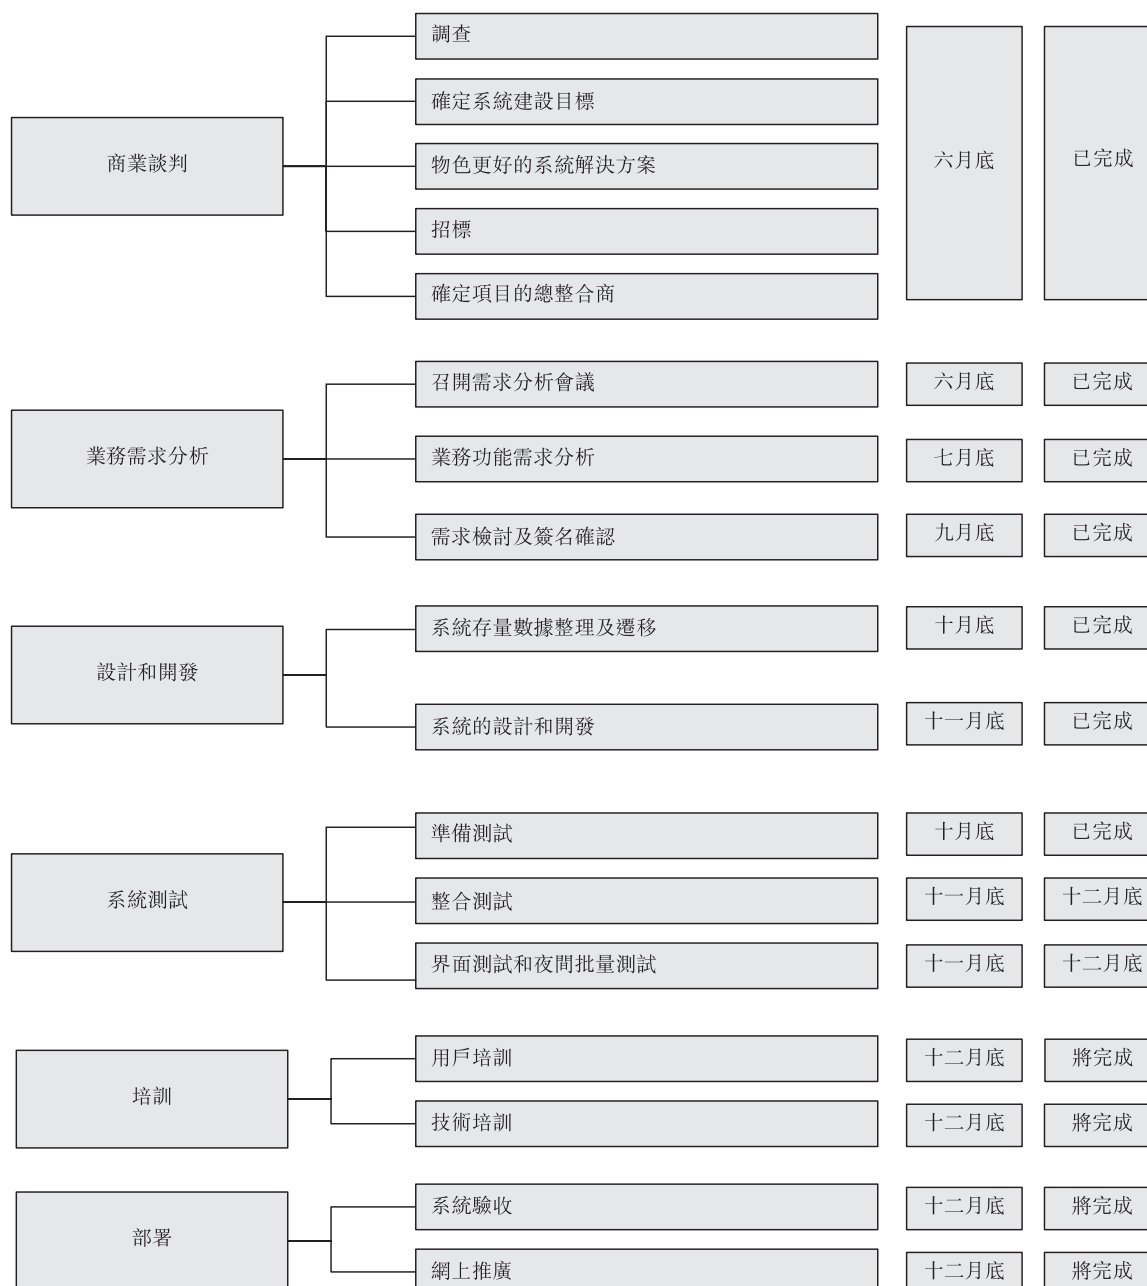 商業談判
調查
確定系統建設目標
物色更好的系統解決方案
招標
確定項目的總整合商
六月底
已完成
業務需求分析
召開需求分析會議
六月底
已完成
業務功能需求分析
七月底
已完成
需求檢討及簽名確認
九月底
已完成
設計和開發
系統存量數據整理及遷移
十月底
已完成
系統的設計和開發
十一月底
已完成
系統測試
準備測試
十月底
已完成
整合測試
十一月底
十二月底
界面測試和夜間批量測試
十一月底
十二月底
培訓
用戶培訓
十二月底
將完成
技術培訓
十二月底
將完成
部署
系統驗收
十二月底
將完成
網上推廣
十二月底
將完成